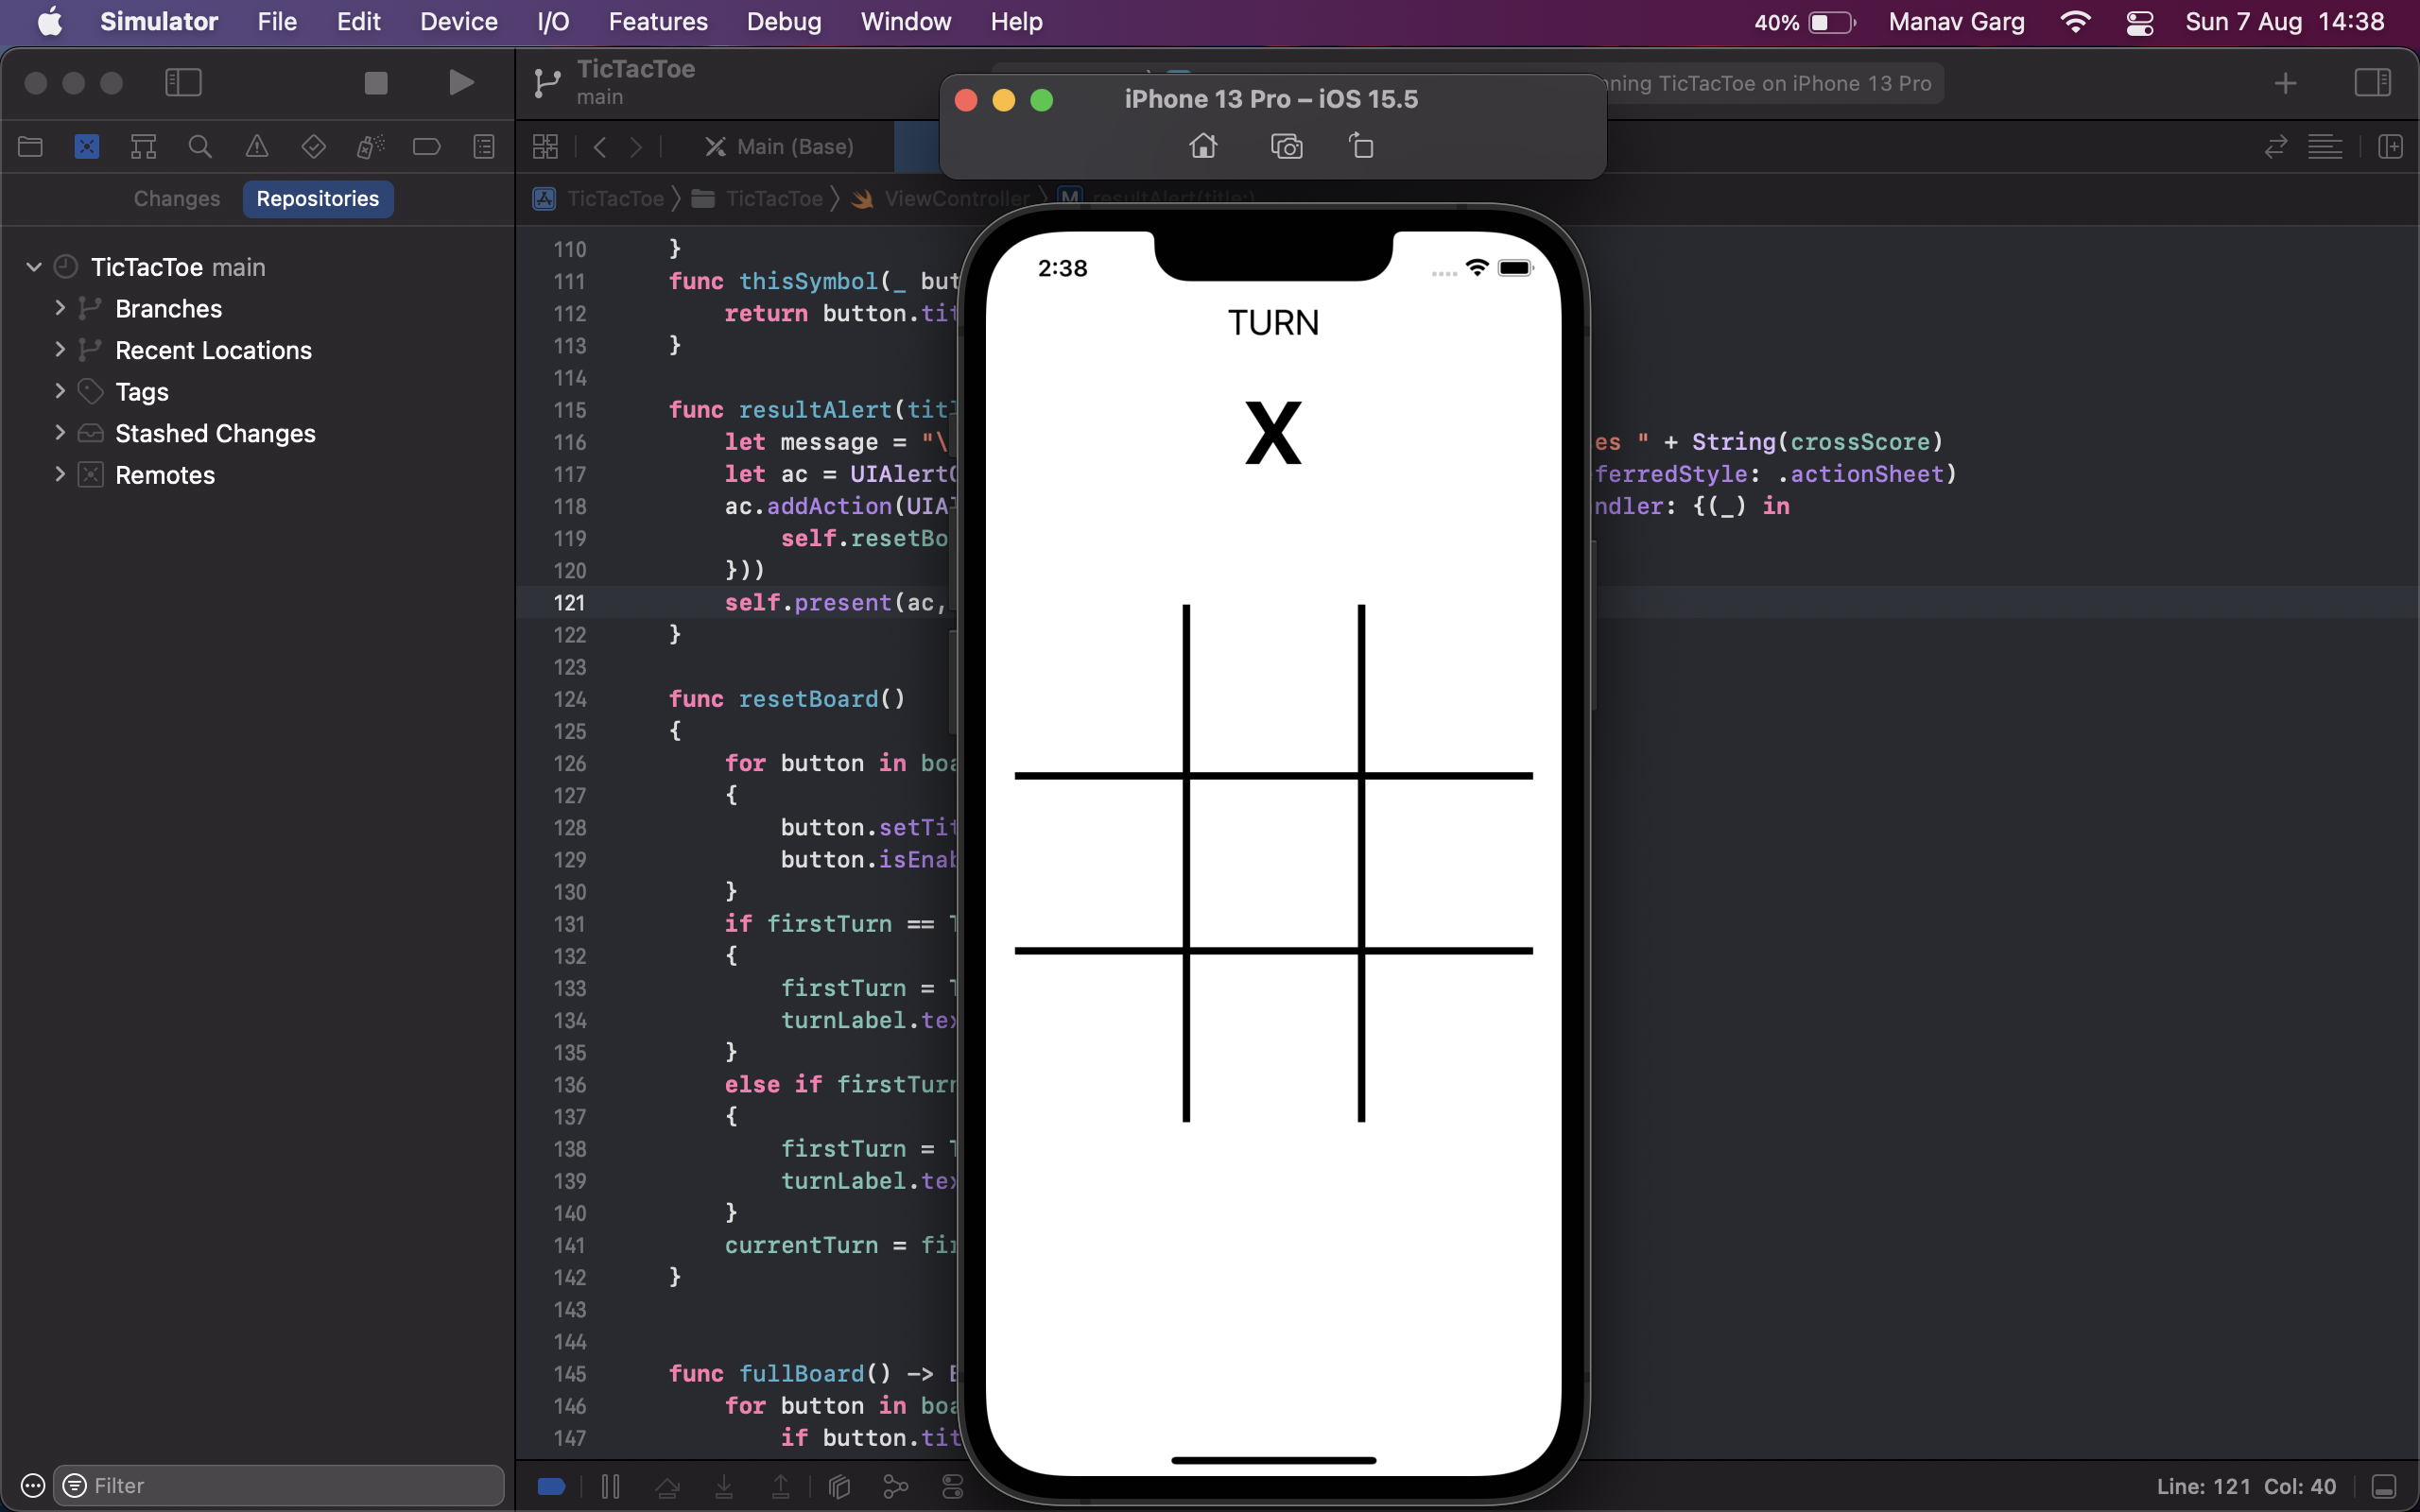 Simulator File Edit Device I/O Features Debug Window Help 40% Manav Garg Sun 7 Aug 14:38
TicTacToe
main
nning TicTacToe on iPhone 13 Pro
iPhone 13 Pro – iOS 15.5
Main (Base)
Changes Repositories
TicTacToe TicTacToe ViewController M resultAlert(title:)
TicTacToe main
Branches
Recent Locations
Tags
Stashed Changes
Remotes
110 }
111 func thisSymbol(_ but
112 return button.tit
113 }
114
115 func resultAlert(titl
116 let message = "\ es " + String(crossScore)
117 let ac = UIAlertC ferredStyle: .actionSheet)
118 ac.addAction(UIAl ndler: {(_) in
119 self.resetBo
120 }))
121 self.present(ac,
122 }
123
124 func resetBoard()
125 {
126 for button in boa
127 {
128 button.setTit
129 button.isEnab
130 }
131 if firstTurn == T
132 {
133 firstTurn = T
134 turnLabel.tex
135 }
136 else if firstTurn
137 {
138 firstTurn = T
139 turnLabel.tex
140 }
141 currentTurn = fir
142 }
143
144
145 func fullBoard() -> B
146 for button in boa
147 if button.tit
2:38
TURN
X
Filter
Line: 121 Col: 40